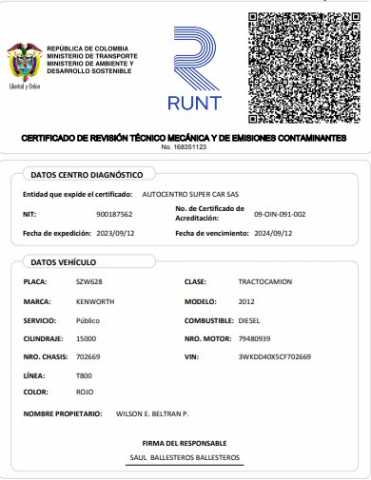 REPÚBLICA DE COLOMBIA
MINISTERIO DE TRANSPORTE
MINISTERIO DE AMBIENTE Y
DESARROLLO SOSTENIBLE
Libertad y Orden
RUNT
CERTIFICADO DE REVISIÓN TÉCNICO MECÁNICA Y DE EMISIONES CONTAMINANTES
No. 168351123
DATOS CENTRO DIAGNÓSTICO
Entidad que expide el certificado: AUTOCENTRO SUPER CAR SAS
NIT: 900187562 No. de Certificado de Acreditación: 09-OIN-091-002
Fecha de expedición: 2023/09/12 Fecha de vencimiento: 2024/09/12
DATOS VEHÍCULO
PLACA: SZW628 CLASE: TRACTOCAMION
MARCA: KENWORTH MODELO: 2012
SERVICIO: Público COMBUSTIBLE: DIESEL
CILINDRAJE: 15000 NRO. MOTOR: 79480939
NRO. CHASIS: 702669 VIN: 3WKDD40X5CF702669
LÍNEA: T800
COLOR: ROJO
NOMBRE PROPIETARIO: WILSON E. BELTRAN P.
FIRMA DEL RESPONSABLE
SAUL BALLESTEROS BALLESTEROS